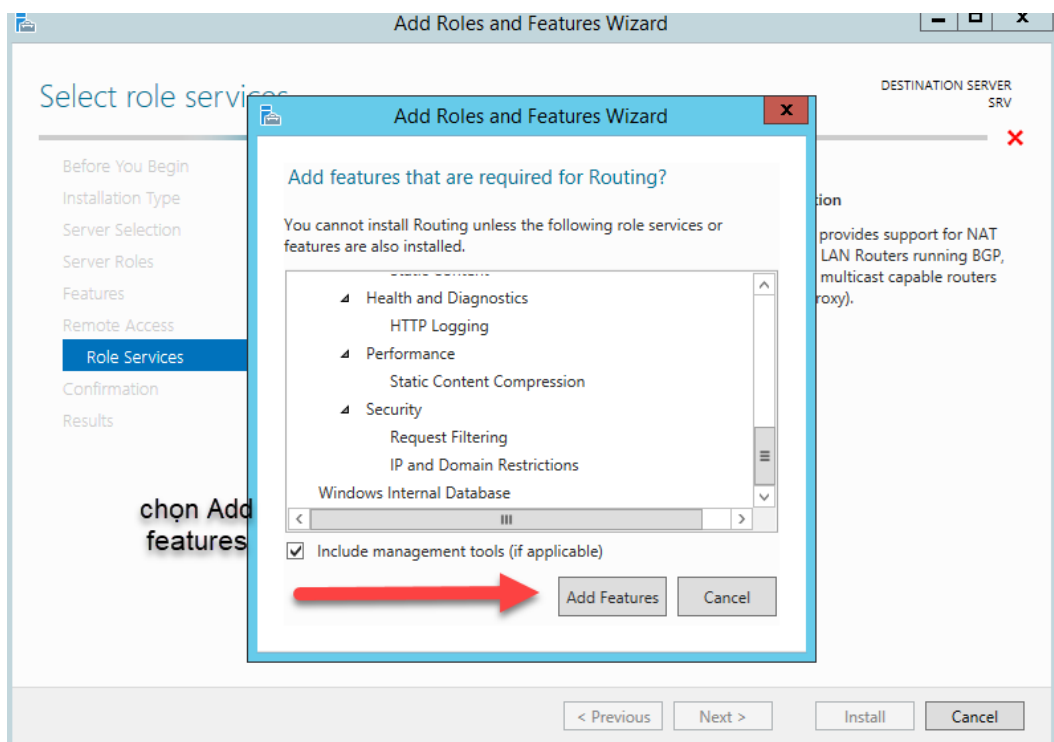 Add Roles and Features Wizard
Select role services
DESTINATION SERVER
SRV
Before You Begin
Installation Type
Server Selection
Server Roles
Features
Remote Access
Role Services
Confirmation
Results
chọn Add
features
Add Roles and Features Wizard
Add features that are required for Routing?
You cannot install Routing unless the following role services or
features are also installed.
Static Content
Health and Diagnostics
HTTP Logging
Performance
Static Content Compression
Security
Request Filtering
IP and Domain Restrictions
Windows Internal Database
Include management tools (if applicable)
Add Features
Cancel
tion
provides support for NAT
LAN Routers running BGP,
multicast capable routers
roxy).
< Previous
Next >
Install
Cancel